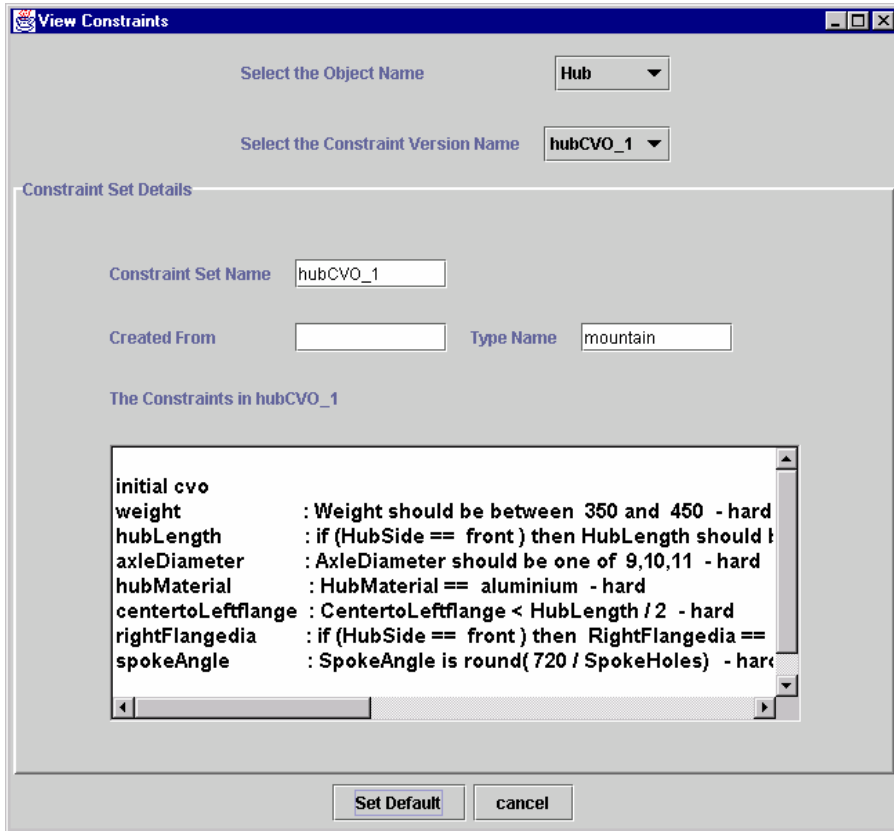 View Constraints
Select the Object Name Hub
Select the Constraint Version Name hubCVO_1
Constraint Set Details
Constraint Set Name hubCVO_1
Created From Type Name mountain
The Constraints in hubCVO_1
initial cvo
weight : Weight should be between 350 and 450 - hard
hubLength : if (HubSide == front ) then HubLength should
axleDiameter : AxleDiameter should be one of 9,10,11 - hard
hubMaterial : HubMaterial == aluminium - hard
centertoLeftflange : CentertoLeftflange < HubLength / 2 - hard
rightFlangedia : if (HubSide == front ) then RightFlangedia ==
spokeAngle : SpokeAngle is round( 720 / SpokeHoles) - hard
Set Default cancel